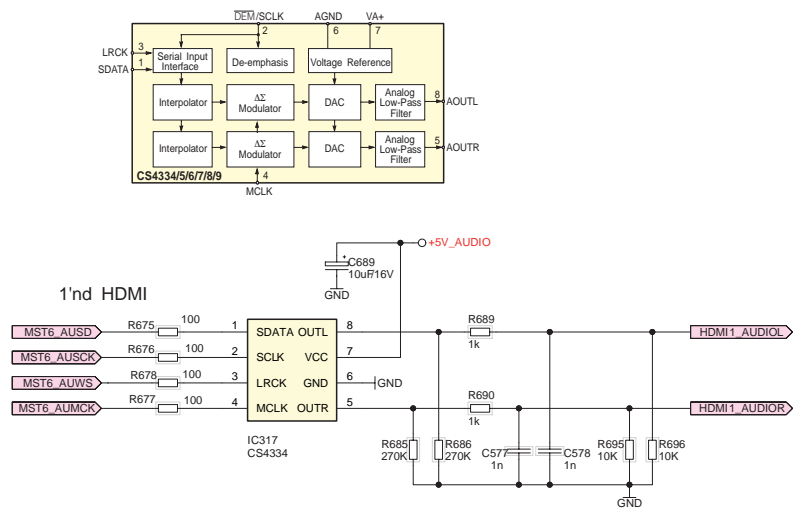 DEM/SCLK AGND VA+
2 6 7
LRCK 3
SDATA 1
Serial Input
Interface
De-emphasis
Voltage Reference
Interpolator
ΔΣ
Modulator
DAC
Analog
Low-Pass
Filter
8 AOUTL
Interpolator
ΔΣ
Modulator
DAC
Analog
Low-Pass
Filter
5 AOUTR
CS4334/5/6/7/8/9
4
MCLK
+5V_AUDIO
C689
10uF/16V
GND
1'nd HDMI
MST6_AUSD R675 100 1 SDATA OUTL 8 R689 1k HDMI1_AUDIOL
MST6_AUSCK R676 100 2 SCLK VCC 7
MST6_AUWS R678 100 3 LRCK GND 6 GND
MST6_AUMCK R677 100 4 MCLK OUTR 5 R690 1k HDMI1_AUDIOR
IC317
CS4334
R685
270K
R686
270K
C577
1n
C578
1n
R695
10K
R696
10K
GND